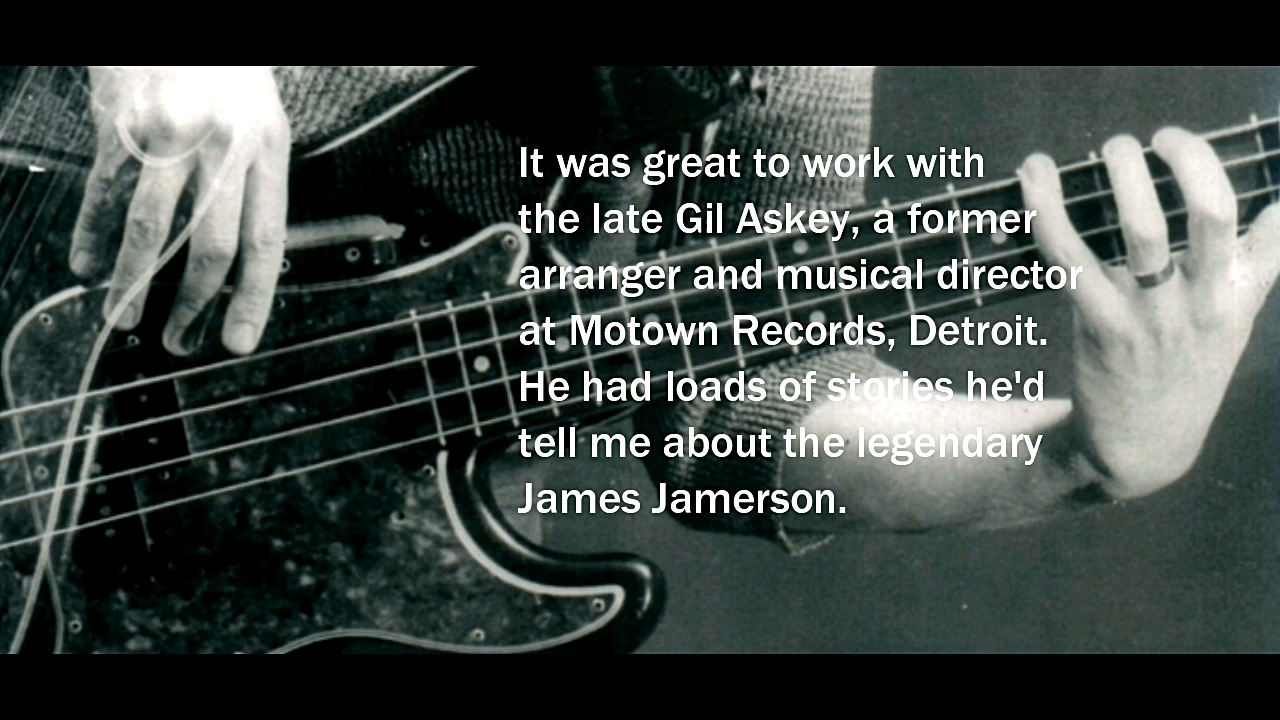 It was great to work with
the late Gil Askey, a former
arranger and musical director
at Motown Records, Detroit.
He had loads of stories he'd
tell me about the legendary
James Jamerson.